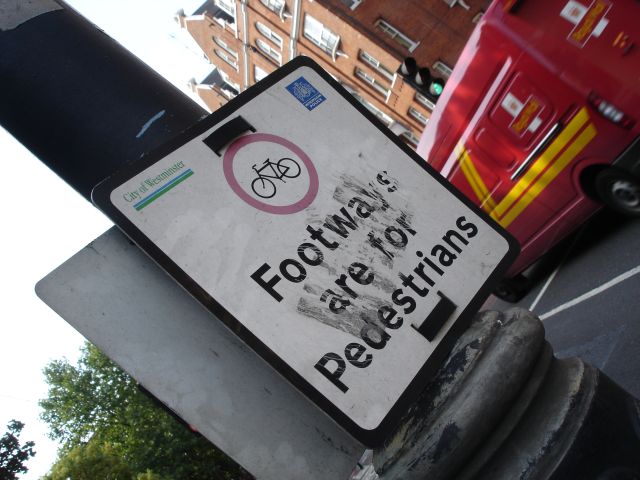 City of Westminster
Footways
are for
Pedestrians